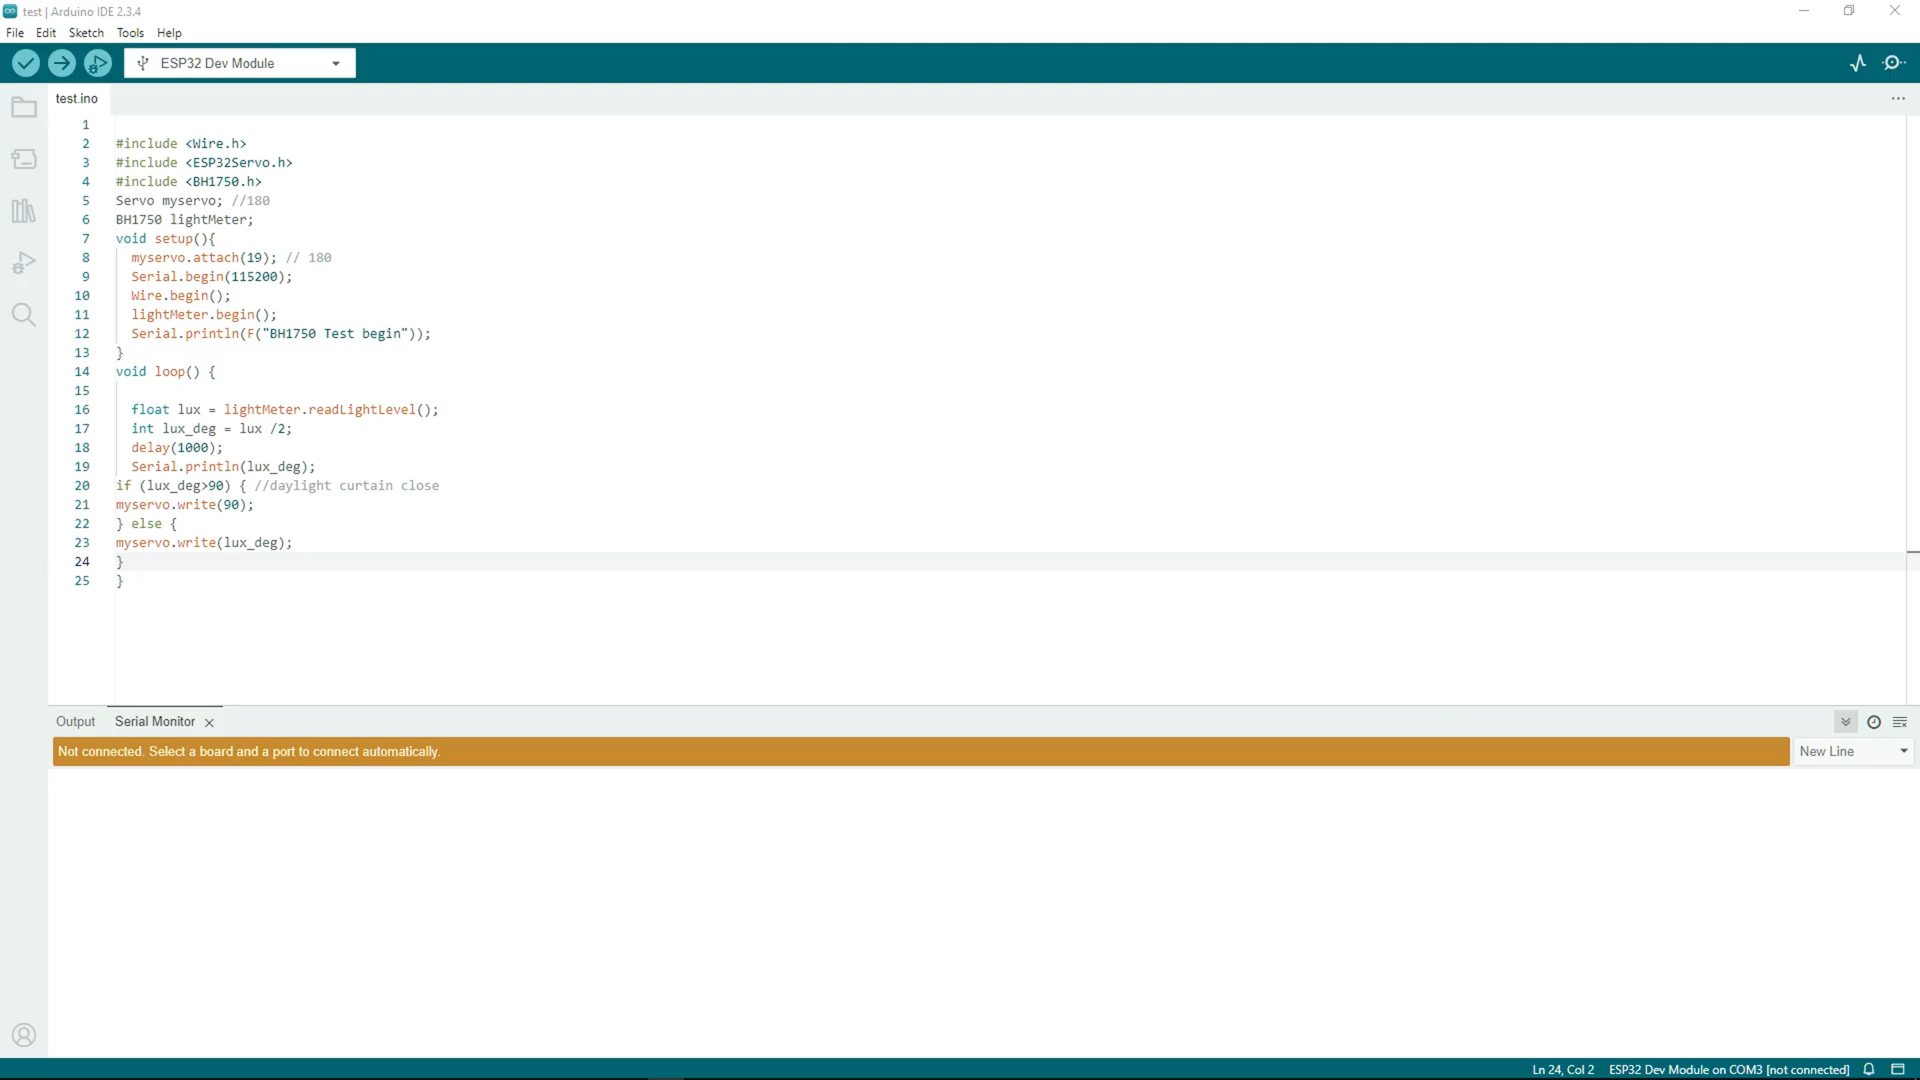 test | Arduino IDE 2.3.4
File Edit Sketch Tools Help
ESP32 Dev Module
test.ino
1
2 #include <Wire.h>
3 #include <ESP32Servo.h>
4 #include <BH1750.h>
5 Servo myservo; //180
6 BH1750 lightMeter;
7 void setup(){
8 myservo.attach(19); // 180
9 Serial.begin(115200);
10 Wire.begin();
11 lightMeter.begin();
12 Serial.println(F("BH1750 Test begin"));
13 }
14 void loop() {
15
16 float lux = lightMeter.readLightLevel();
17 int lux_deg = lux /2;
18 delay(1000);
19 Serial.println(lux_deg);
20 if (lux_deg>90) { //daylight curtain close
21 myservo.write(90);
22 } else {
23 myservo.write(lux_deg);
24 }
25 }
Output Serial Monitor
Not connected. Select a board and a port to connect automatically.
New Line
Ln 24, Col 2 ESP32 Dev Module on COM3 [not connected]